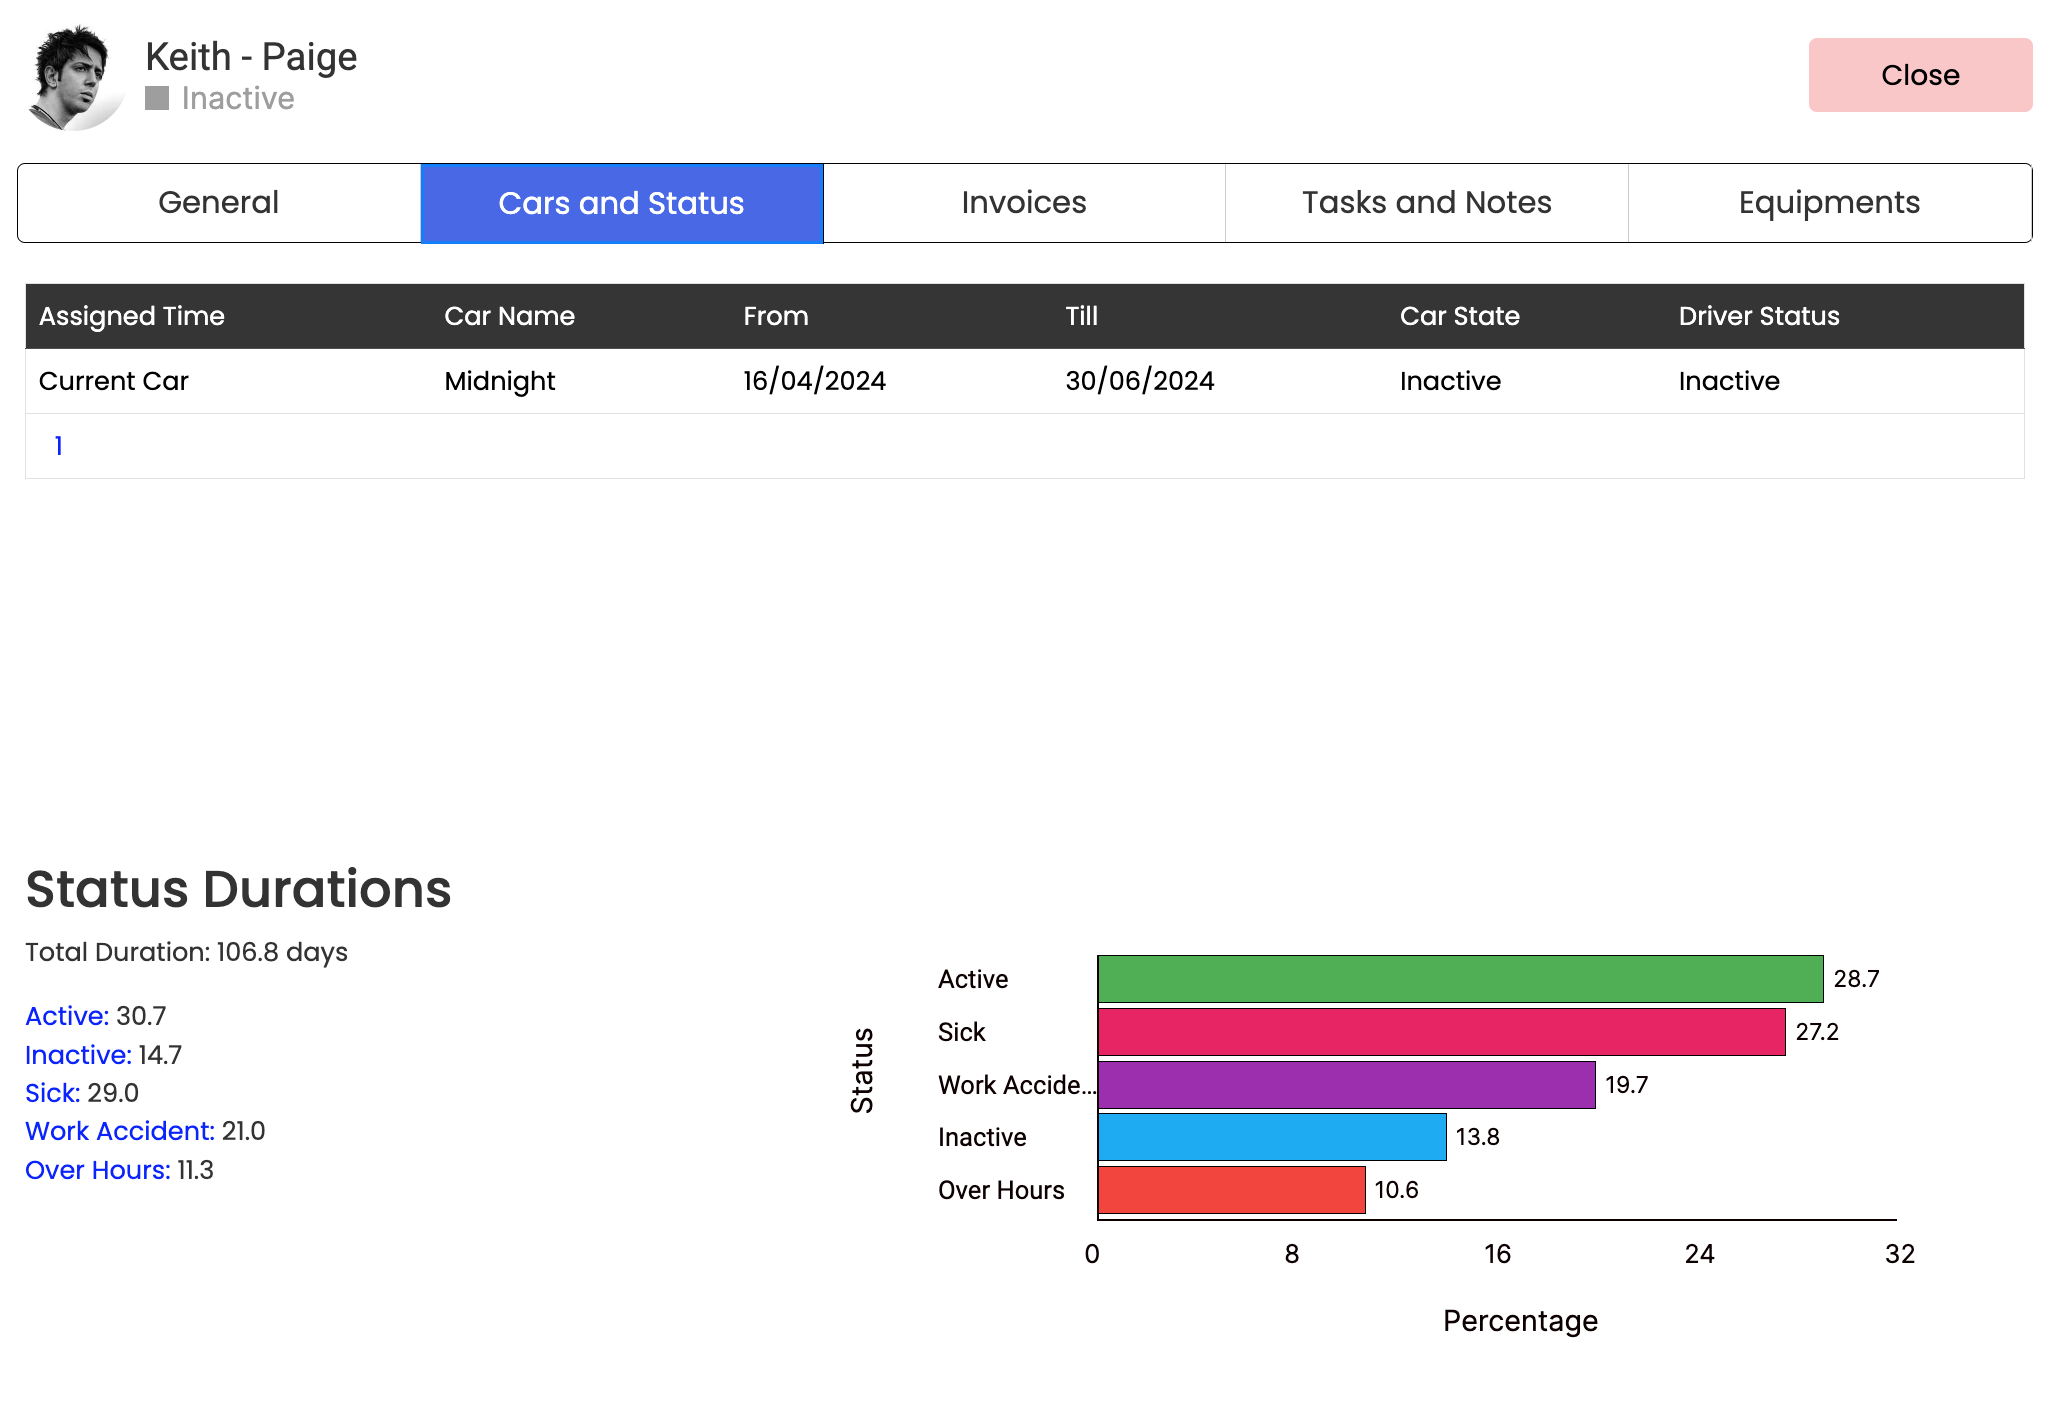 Keith - Paige
Inactive
Close
General
Cars and Status
Invoices
Tasks and Notes
Equipments
Assigned Time Car Name From Till Car State Driver Status
Current Car Midnight 16/04/2024 30/06/2024 Inactive Inactive
1
Status Durations
Total Duration: 106.8 days
Active: 30.7
Inactive: 14.7
Sick: 29.0
Work Accident: 21.0
Over Hours: 11.3
Status
Active 28.7
Sick 27.2
Work Accide... 19.7
Inactive 13.8
Over Hours 10.6
0 8 16 24 32
Percentage